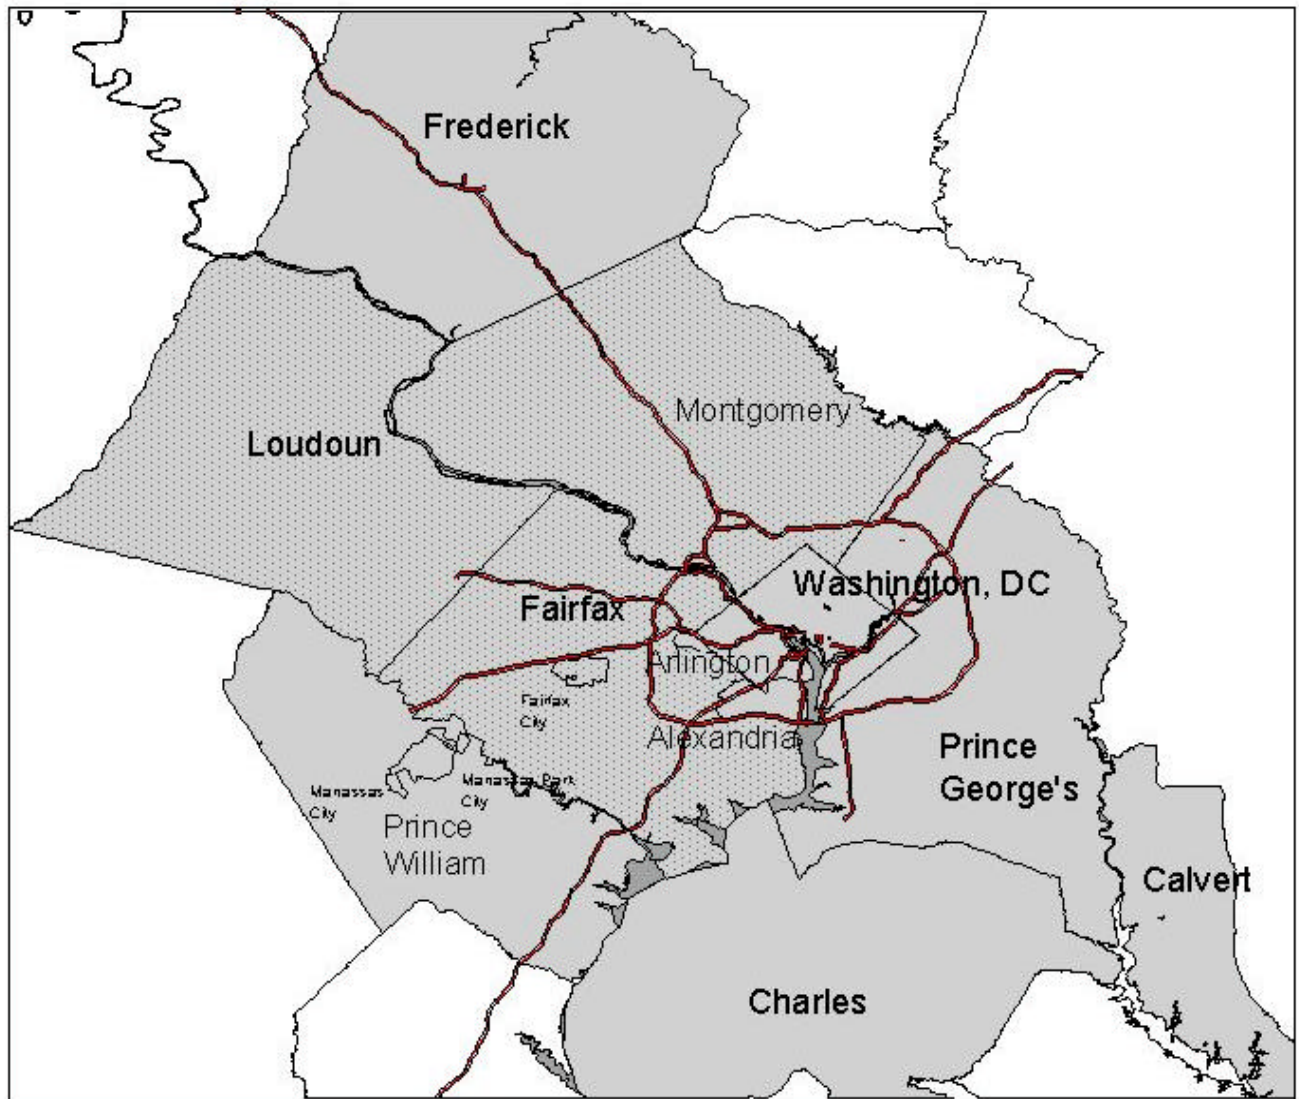 Frederick
Montgomery
Loudoun
Washington, DC
Fairfax
Arlington
Fairfax
City
Alexandria
Prince
George's
Manassas Park
City
Manassas
City
Prince
William
Calvert
Charles